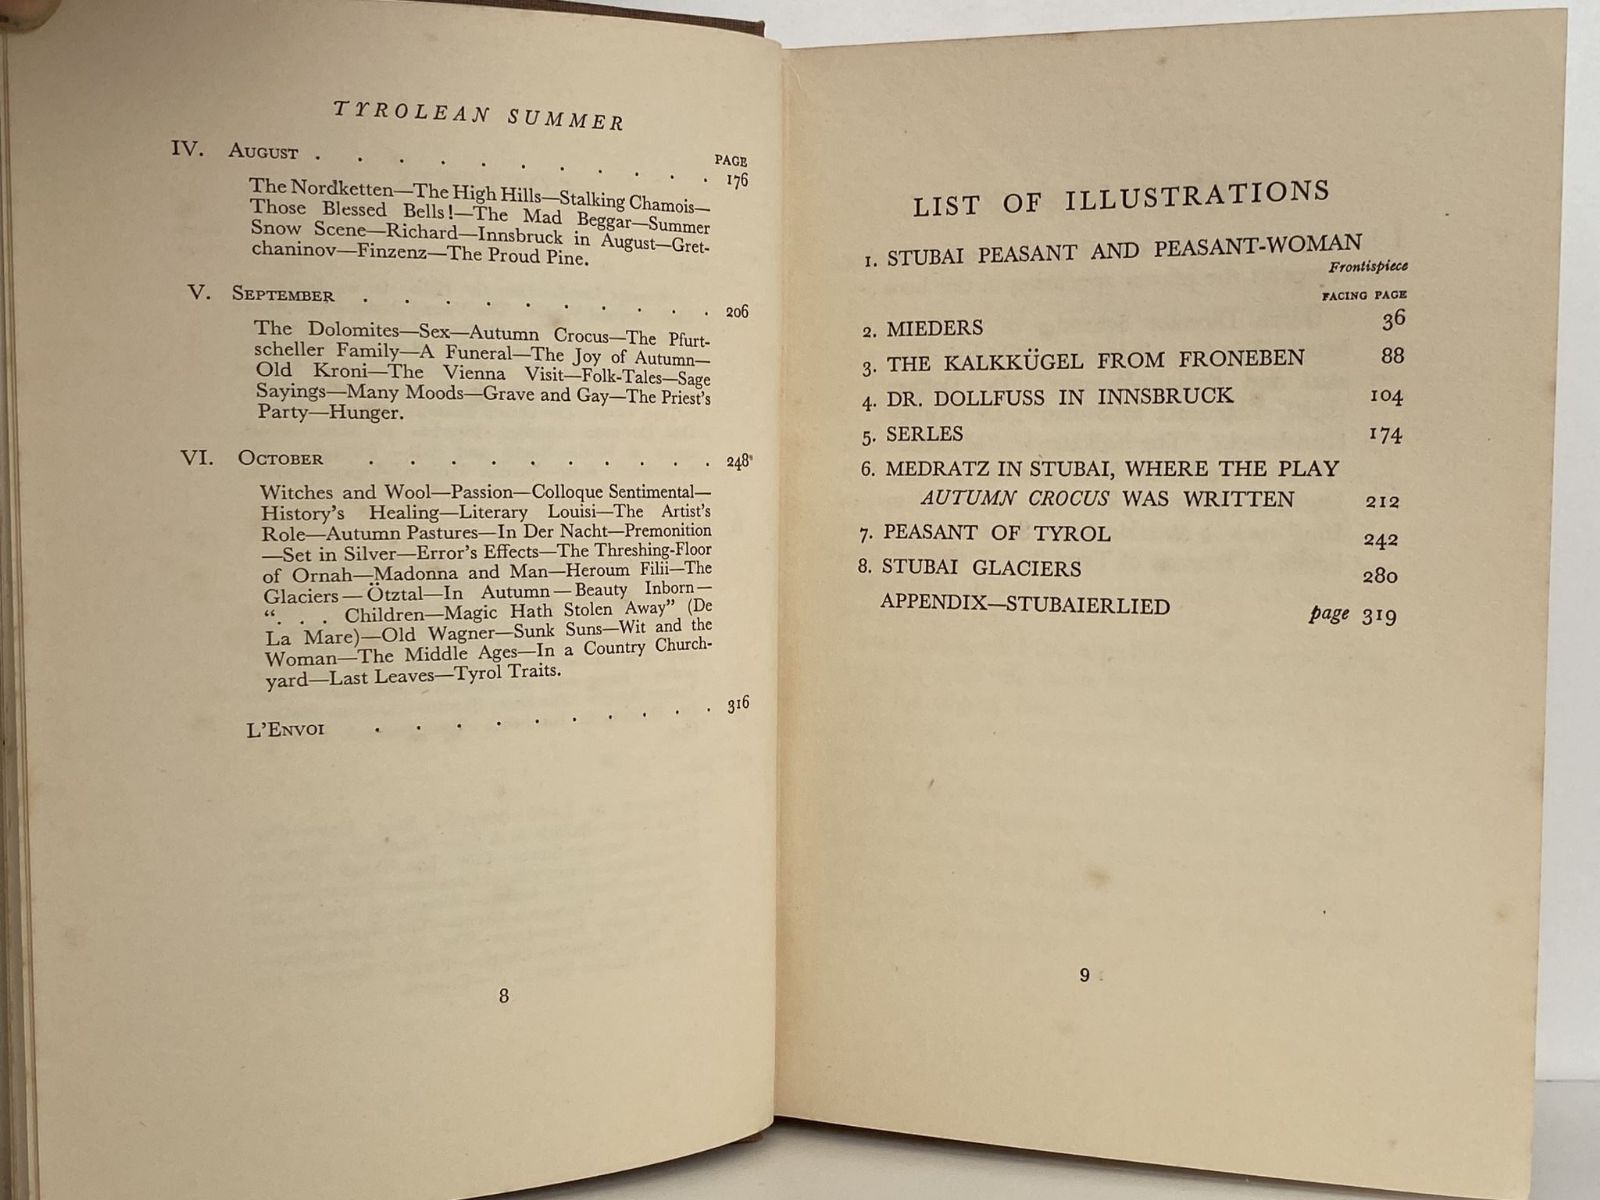 TYROLEAN SUMMER
PAGE
IV. AUGUST . . . . . . . . . . 176
The Nordketten—The High Hills—Stalking Chamois—
Those Blessed Bells!—The Mad Beggar—Summer
Snow Scene—Richard—Innsbruck in August—Gret-
chaninov—Finzenz—The Proud Pine.
V. SEPTEMBER . . . . . . . . . 206
The Dolomites—Sex—Autumn Crocus—The Pfurt-
scheller Family—A Funeral—The Joy of Autumn—
Old Kroni—The Vienna Visit—Folk-Tales—Sage
Sayings—Many Moods—Grave and Gay—The Priest's
Party—Hunger.
VI. OCTOBER . . . . . . . . . 248
Witches and Wool—Passion—Colloque Sentimental—
History's Healing—Literary Louisi—The Artist's
Role—Autumn Pastures—In Der Nacht—Premonition
—Set in Silver—Error's Effects—The Threshing-Floor
of Ornah—Madonna and Man—Heroum Filii—The
Glaciers—Ötztal—In Autumn—Beauty Inborn—
“. . . Children—Magic Hath Stolen Away” (De
La Mare)—Old Wagner—Sunk Suns—Wit and the
Woman—The Middle Ages—In a Country Church-
yard—Last Leaves—Tyrol Traits.
L'ENVOI . . . . . . . . . 316
8
LIST OF ILLUSTRATIONS
1. STUBAI PEASANT AND PEASANT-WOMAN
Frontispiece
FACING PAGE
2. MIEDERS 36
3. THE KALKKÜGEL FROM FRONEBEN 88
4. DR. DOLLFUSS IN INNSBRUCK 104
5. SERLES 174
6. MEDRATZ IN STUBAI, WHERE THE PLAY
AUTUMN CROCUS WAS WRITTEN 212
7. PEASANT OF TYROL 242
8. STUBAI GLACIERS 280
APPENDIX—STUBAIERLIED page 319
9